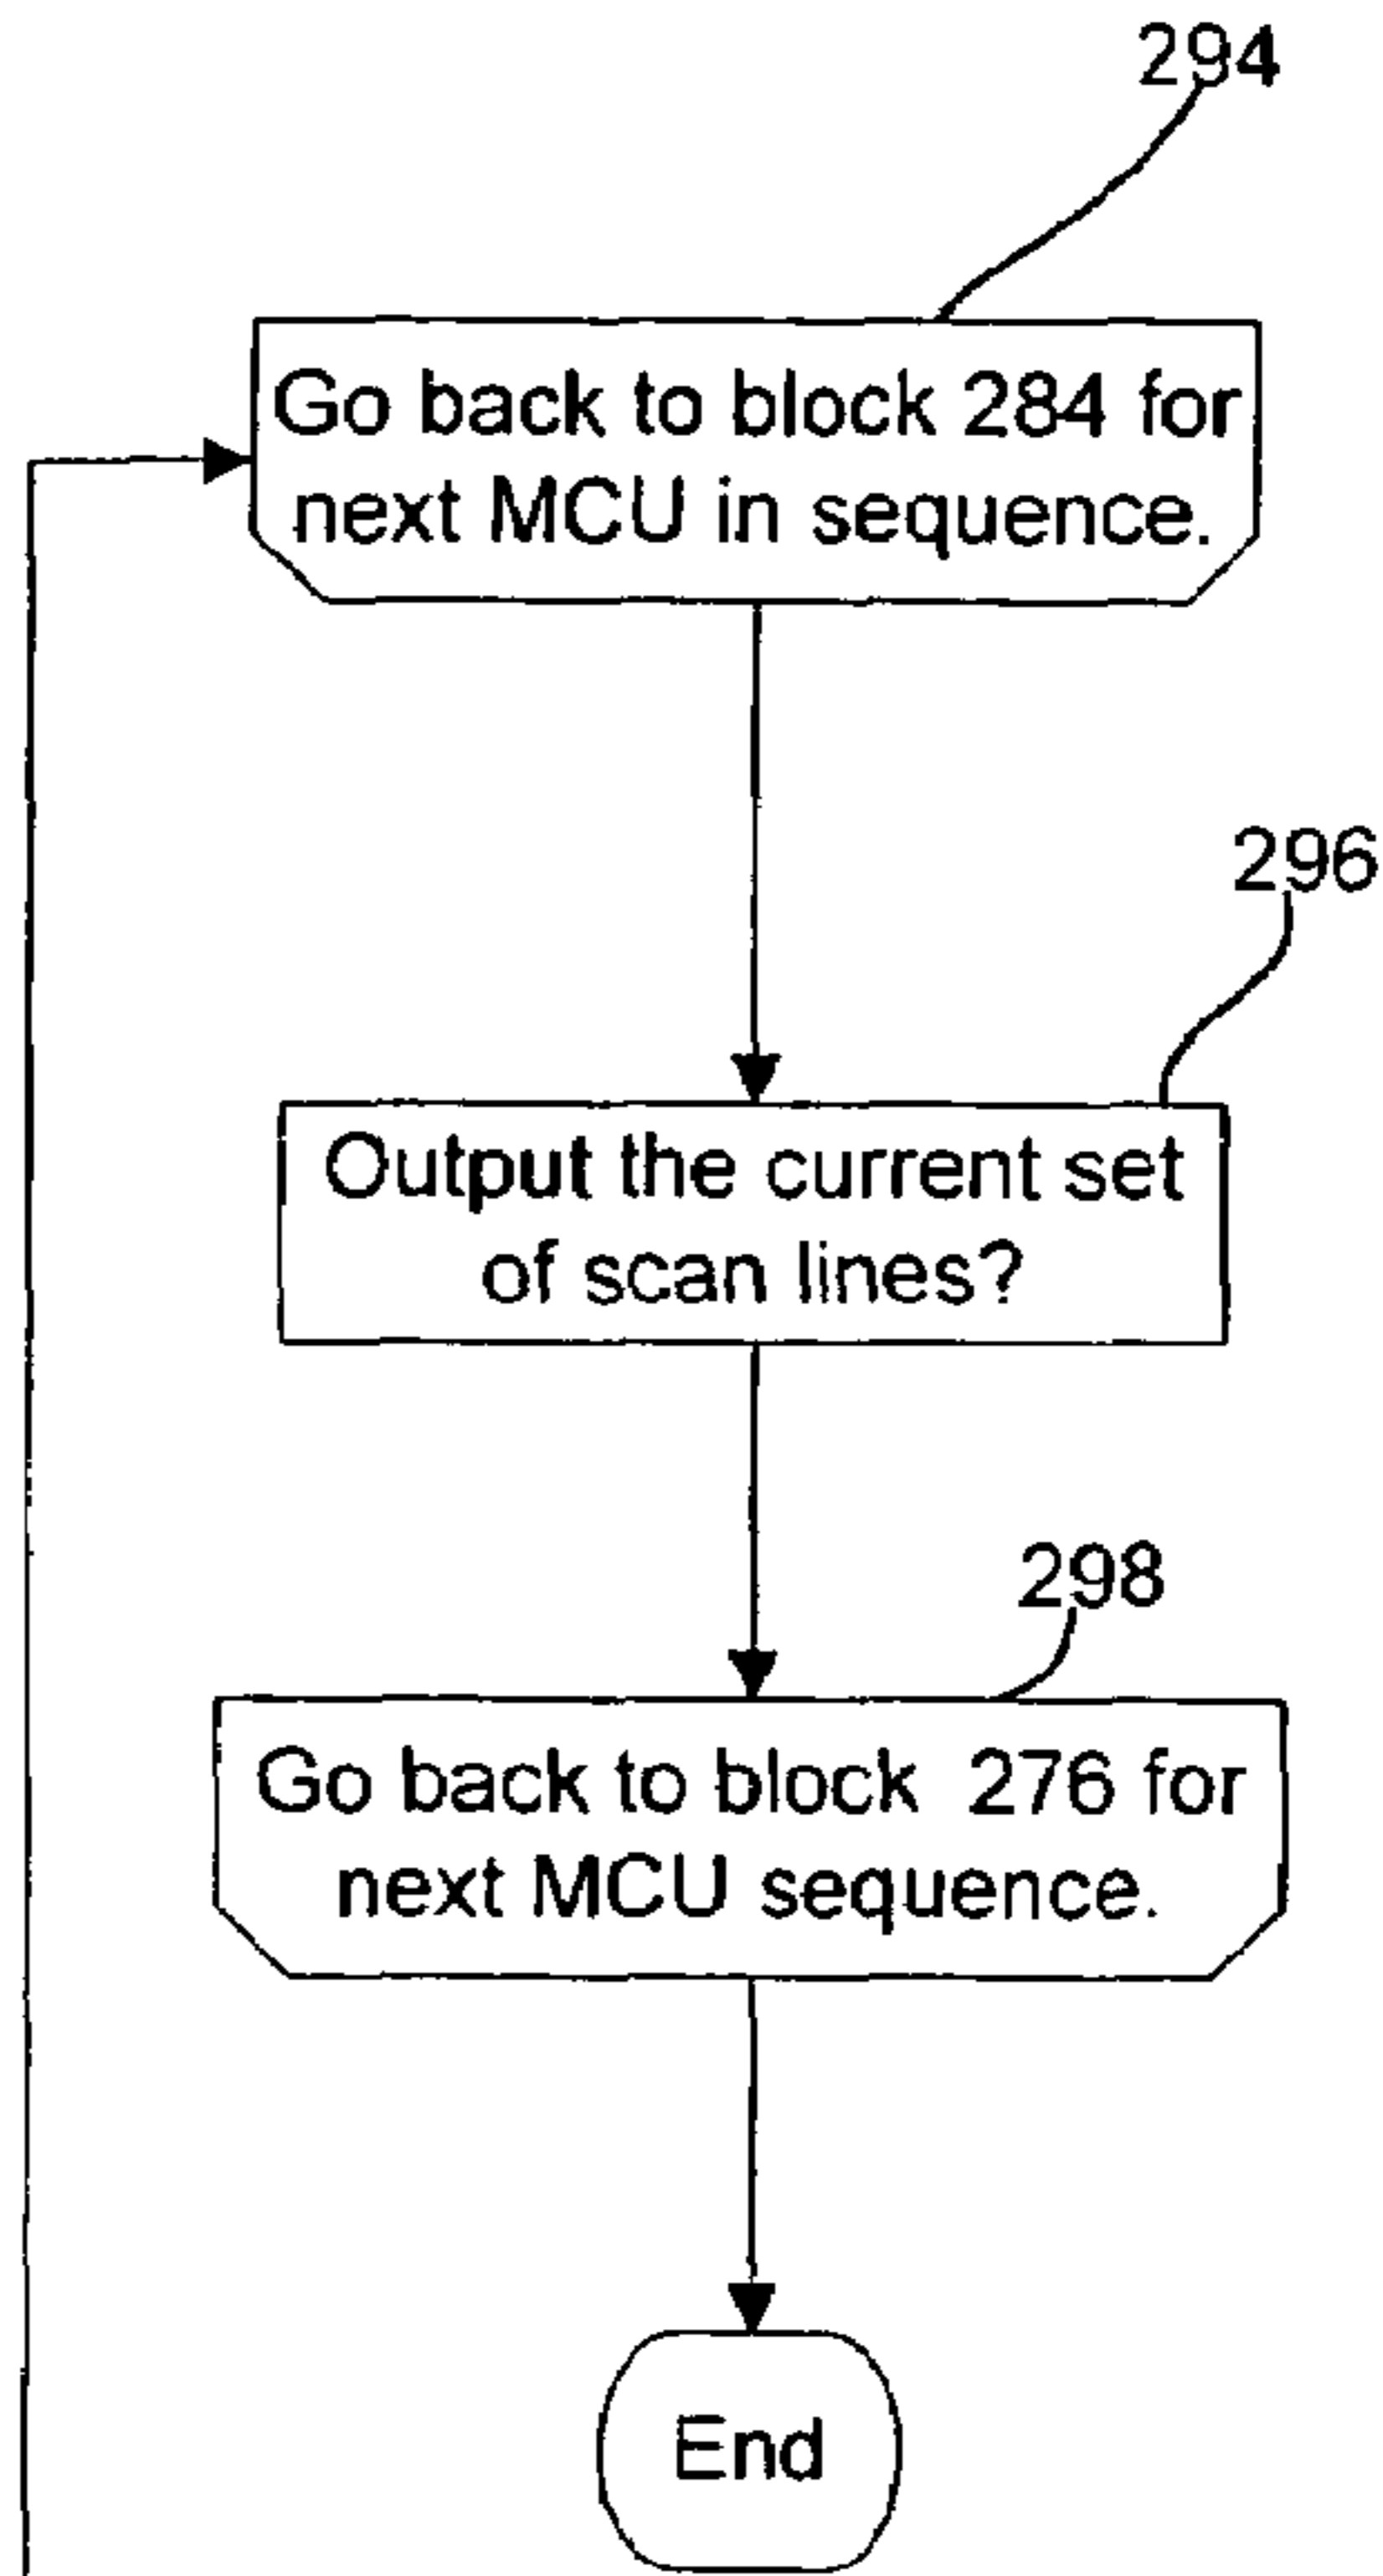 294
Go back to block 284 for
next MCU in sequence.
296
Output the current set
of scan lines?
298
Go back to block 276 for
next MCU sequence.
End